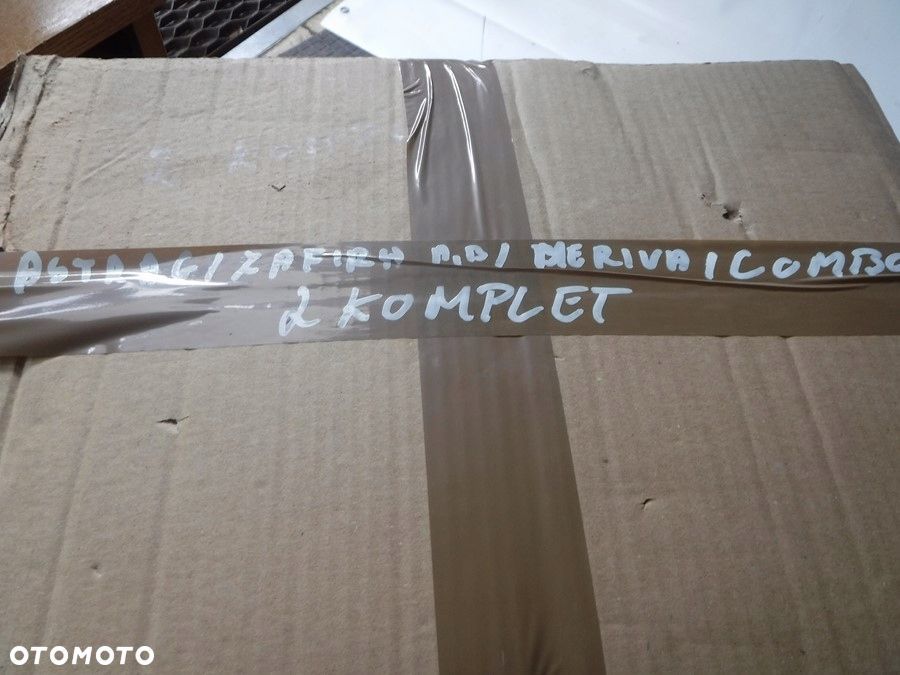 ASTRA G/ZAFIRA A,B/ MERIVA/COMBO
2 KOMPLET
OTOMOTO